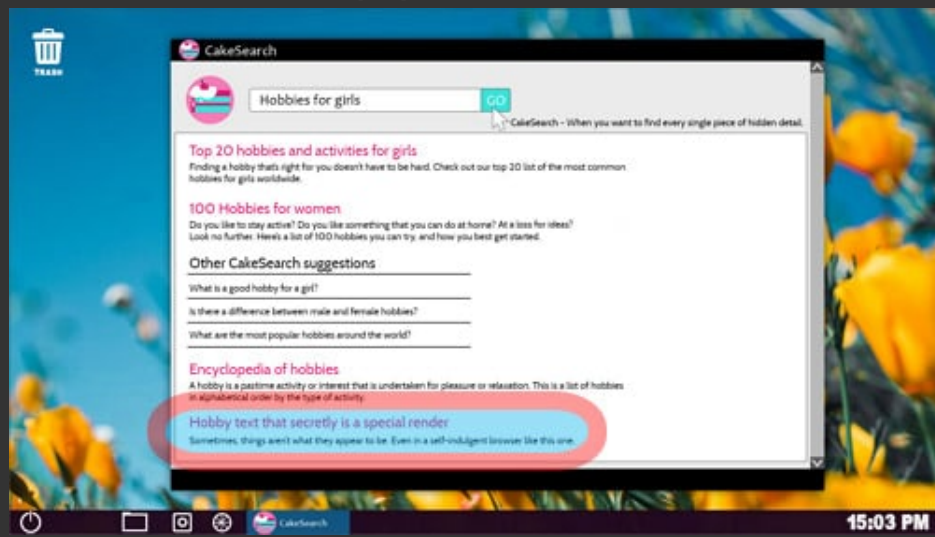 TRASH
CakeSearch
Hobbies for girls
GO
CakeSearch - When you want to find every single piece of hidden detail.
Top 20 hobbies and activities for girls
Finding a hobby that's right for you doesn't have to be hard. Check out our top 20 list of the most common
hobbies for girls worldwide.
100 Hobbies for women
Do you like to stay active? Do you like something that you can do at home? At a loss for ideas?
Look no further. Here's a list of 100 hobbies you can try, and how you best get started.
Other CakeSearch suggestions
What is a good hobby for a girl?
Is there a difference between male and female hobbies?
What are the most popular hobbies around the world?
Encyclopedia of hobbies
A hobby is a pastime activity or interest that is undertaken for pleasure or relaxation. This is a list of hobbies
in alphabetical order by the type of activity.
Hobby text that secretly is a special render
Sometimes, things aren't what they appear to be. Even in a self-indulgent browser like this one.
CakeSearch
15:03 PM